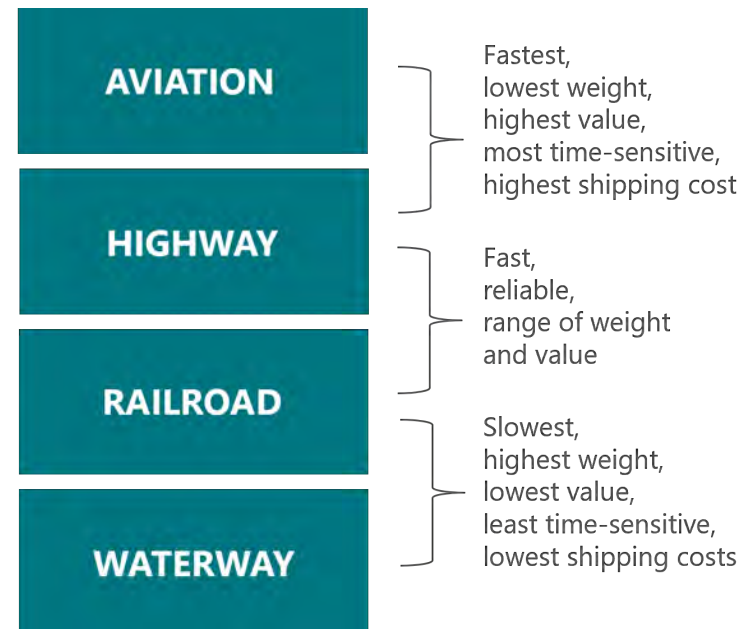 AVIATION
Fastest,
lowest weight,
highest value,
most time-sensitive,
highest shipping cost
HIGHWAY
Fast,
reliable,
range of weight
and value
RAILROAD
Slowest,
highest weight,
lowest value,
least time-sensitive,
lowest shipping costs
WATERWAY